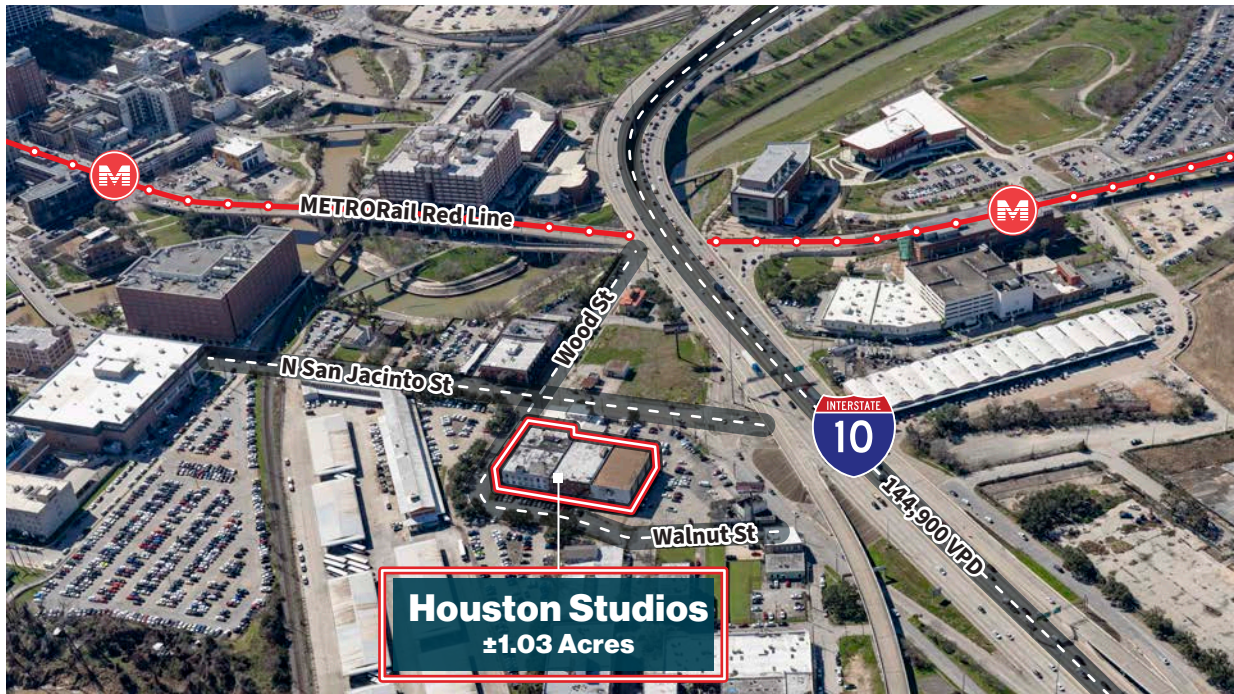 M
METRORail Red Line
M
Wood St
N San Jacinto St
INTERSTATE
10
144,900 VPD
Walnut St
Houston Studios
±1.03 Acres